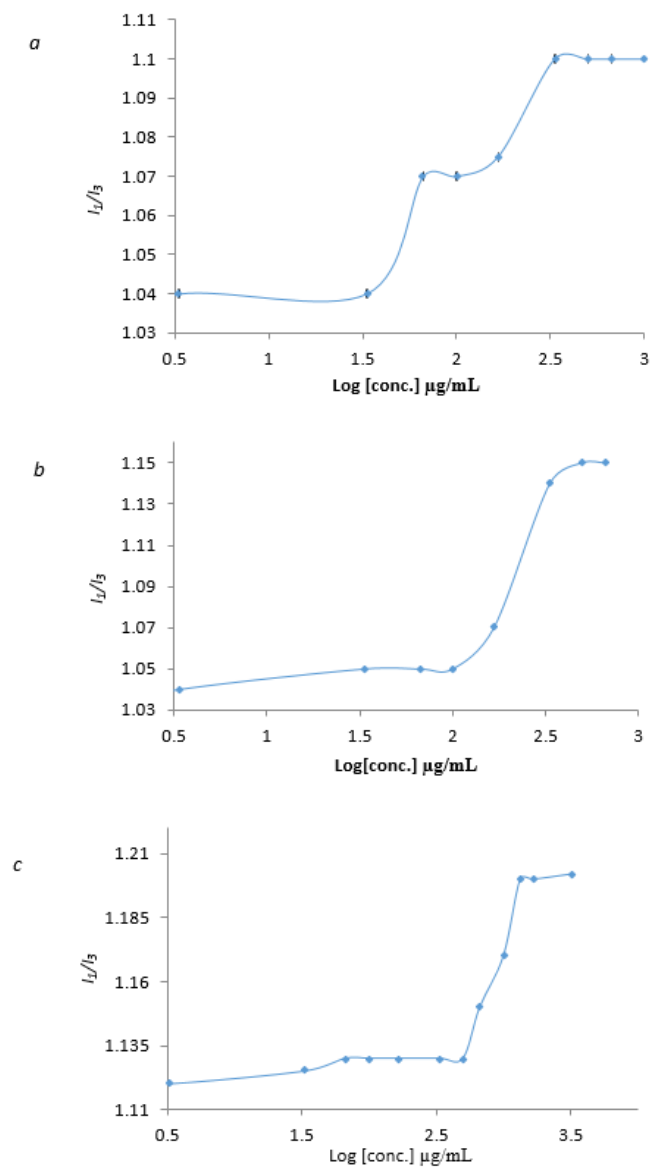 a
1.11
1.1
1.09
1.08
1.07
1.06
1.05
1.04
1.03
I₁/I₃
0.5 1 1.5 2 2.5 3
Log [conc.] µg/mL
b
1.15
1.13
1.11
1.09
1.07
1.05
1.03
I₁/I₃
0.5 1 1.5 2 2.5 3
Log[conc.] µg/mL
c
1.21
1.185
1.16
1.135
1.11
I₁/I₃
0.5 1.5 2.5 3.5
Log [conc.] µg/mL